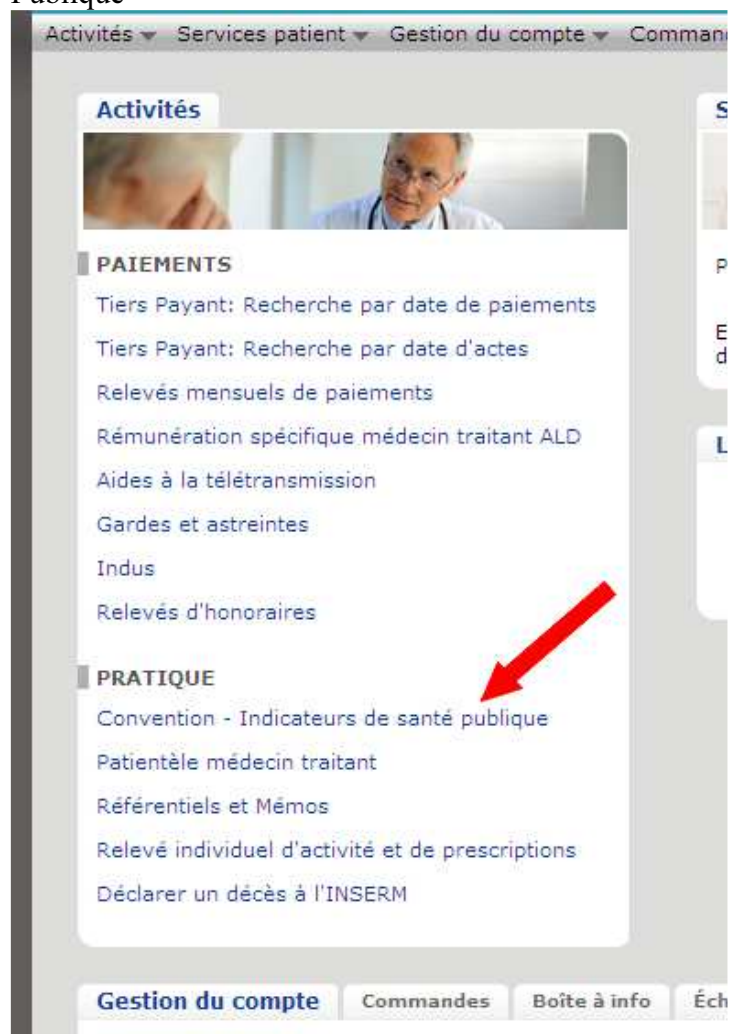 Publique
Activités Services patient Gestion du compte
Activités
PAIEMENTS
Tiers Payant: Recherche par date de paiements
Tiers Payant: Recherche par date d'actes
Relevés mensuels de paiements
Rémunération spécifique médecin traitant ALD
Aides à la télétransmission
Gardes et astreintes
Indus
Relevés d'honoraires
PRATIQUE
Convention - Indicateurs de santé publique
Patientèle médecin traitant
Référentiels et Mémos
Relevé individuel d'activité et de prescriptions
Déclarer un décès à l'INSERM
Gestion du compte Commandes Boîte à info